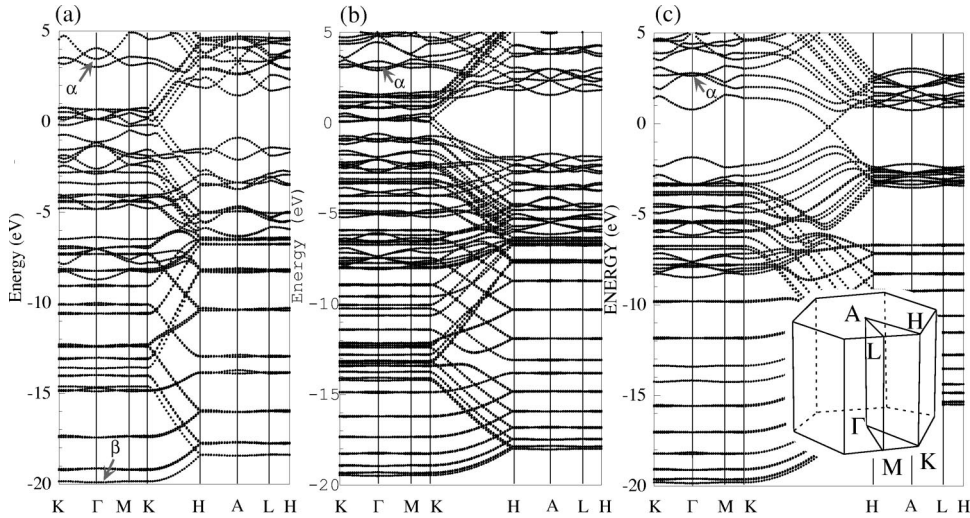 (a)
(b)
(c)
5
0
-5
-10
-15
-20
Energy (eV)
α
β
K Γ M K H A L H
5
0
-5
-10
-15
-20
Energy (eV)
α
K Γ M K H A L H
5
0
-5
-10
-15
-20
ENERGY (eV)
α
A
H
L
Γ
M
K
K Γ M K H A L H